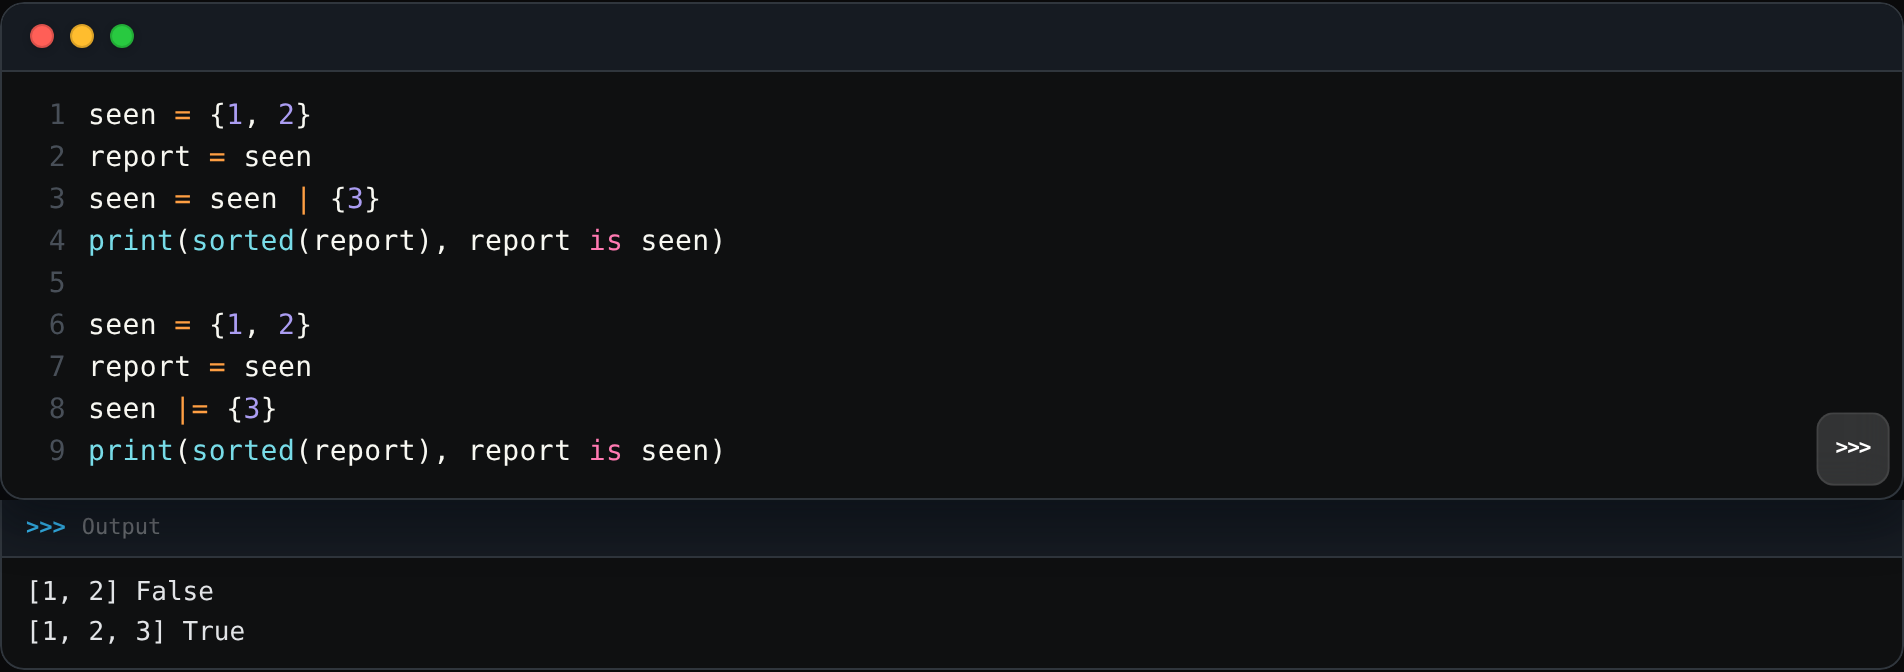 1 seen = {1, 2}
2 report = seen
3 seen = seen | {3}
4 print(sorted(report), report is seen)
5
6 seen = {1, 2}
7 report = seen
8 seen |= {3}
9 print(sorted(report), report is seen)
>>>
>>> Output
[1, 2] False
[1, 2, 3] True